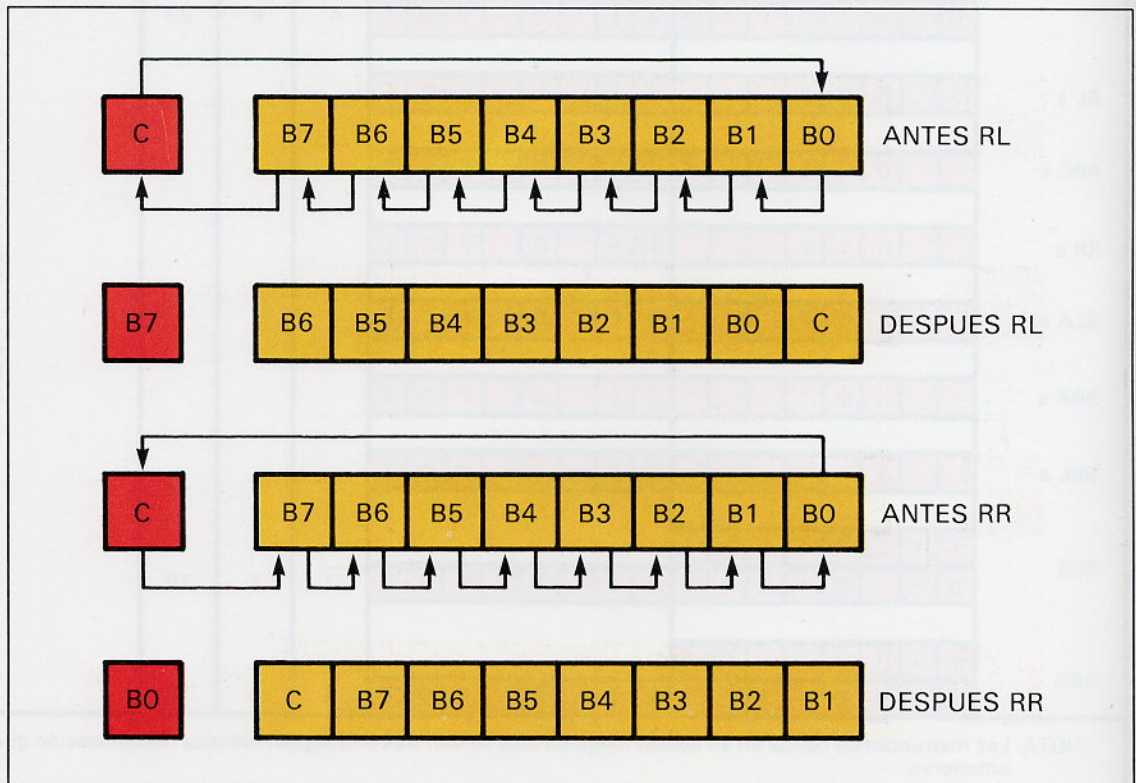 C B7 B6 B5 B4 B3 B2 B1 B0 ANTES RL
B7 B6 B5 B4 B3 B2 B1 B0 C DESPUES RL
C B7 B6 B5 B4 B3 B2 B1 B0 ANTES RR
B0 C B7 B6 B5 B4 B3 B2 B1 DESPUES RR